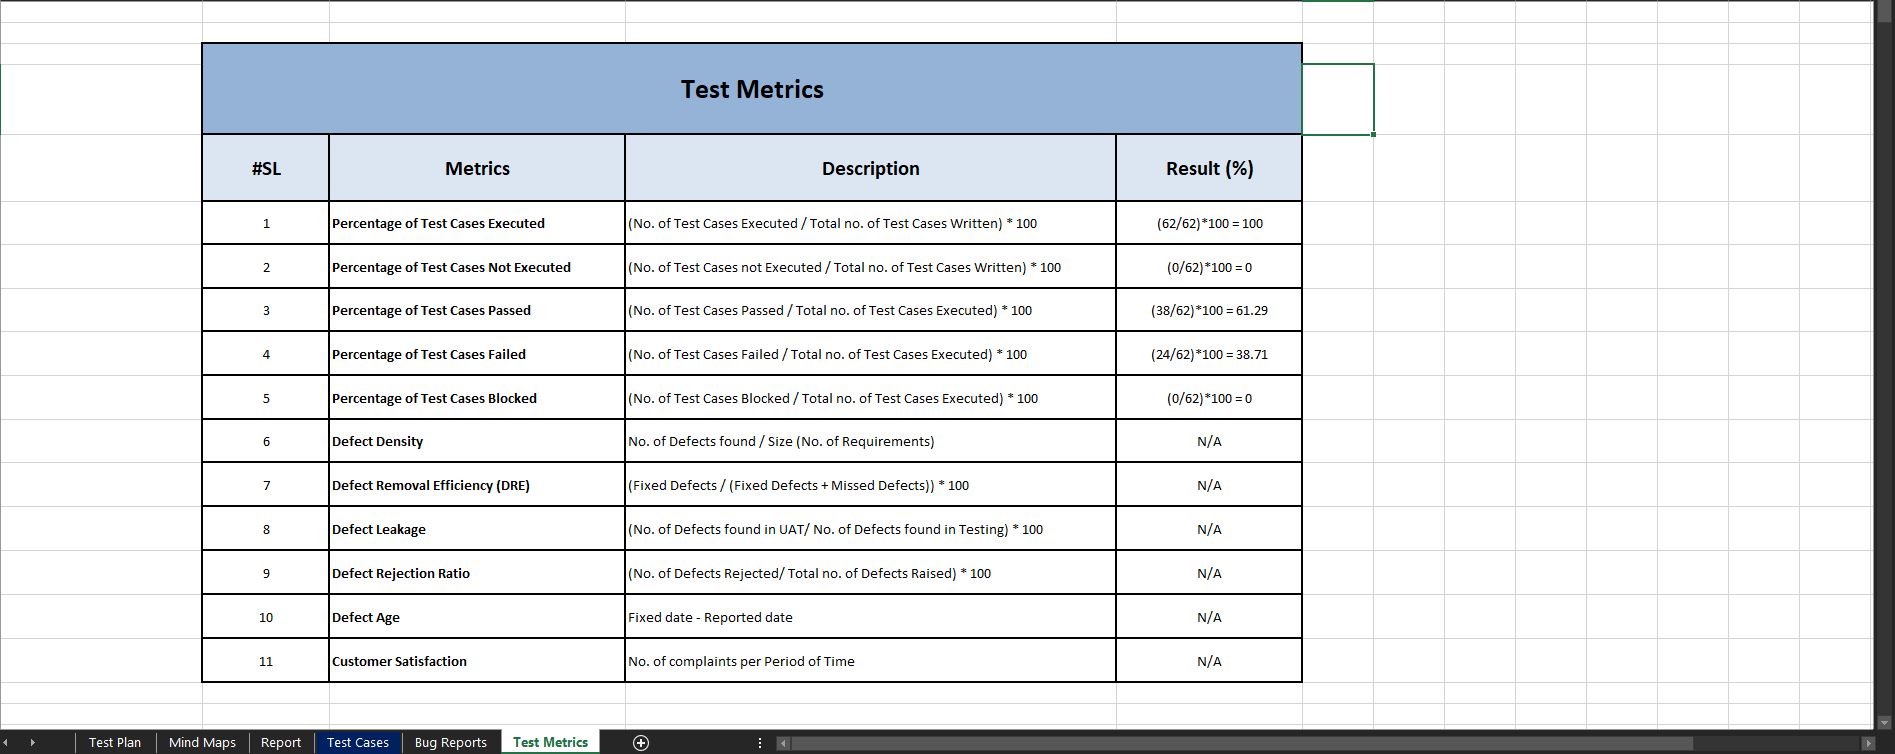 Test Metrics
#SL Metrics Description Result (%)
1 Percentage of Test Cases Executed (No. of Test Cases Executed / Total no. of Test Cases Written) * 100 (62/62)*100 = 100
2 Percentage of Test Cases Not Executed (No. of Test Cases not Executed / Total no. of Test Cases Written) * 100 (0/62)*100 = 0
3 Percentage of Test Cases Passed (No. of Test Cases Passed / Total no. of Test Cases Executed) * 100 (38/62)*100 = 61.29
4 Percentage of Test Cases Failed (No. of Test Cases Failed / Total no. of Test Cases Executed) * 100 (24/62)*100 = 38.71
5 Percentage of Test Cases Blocked (No. of Test Cases Blocked / Total no. of Test Cases Executed) * 100 (0/62)*100 = 0
6 Defect Density No. of Defects found / Size (No. of Requirements) N/A
7 Defect Removal Efficiency (DRE) (Fixed Defects / (Fixed Defects + Missed Defects)) * 100 N/A
8 Defect Leakage (No. of Defects found in UAT/ No. of Defects found in Testing) * 100 N/A
9 Defect Rejection Ratio (No. of Defects Rejected/ Total no. of Defects Raised) * 100 N/A
10 Defect Age Fixed date - Reported date N/A
11 Customer Satisfaction No. of complaints per Period of Time N/A
Test Plan Mind Maps Report Test Cases Bug Reports Test Metrics